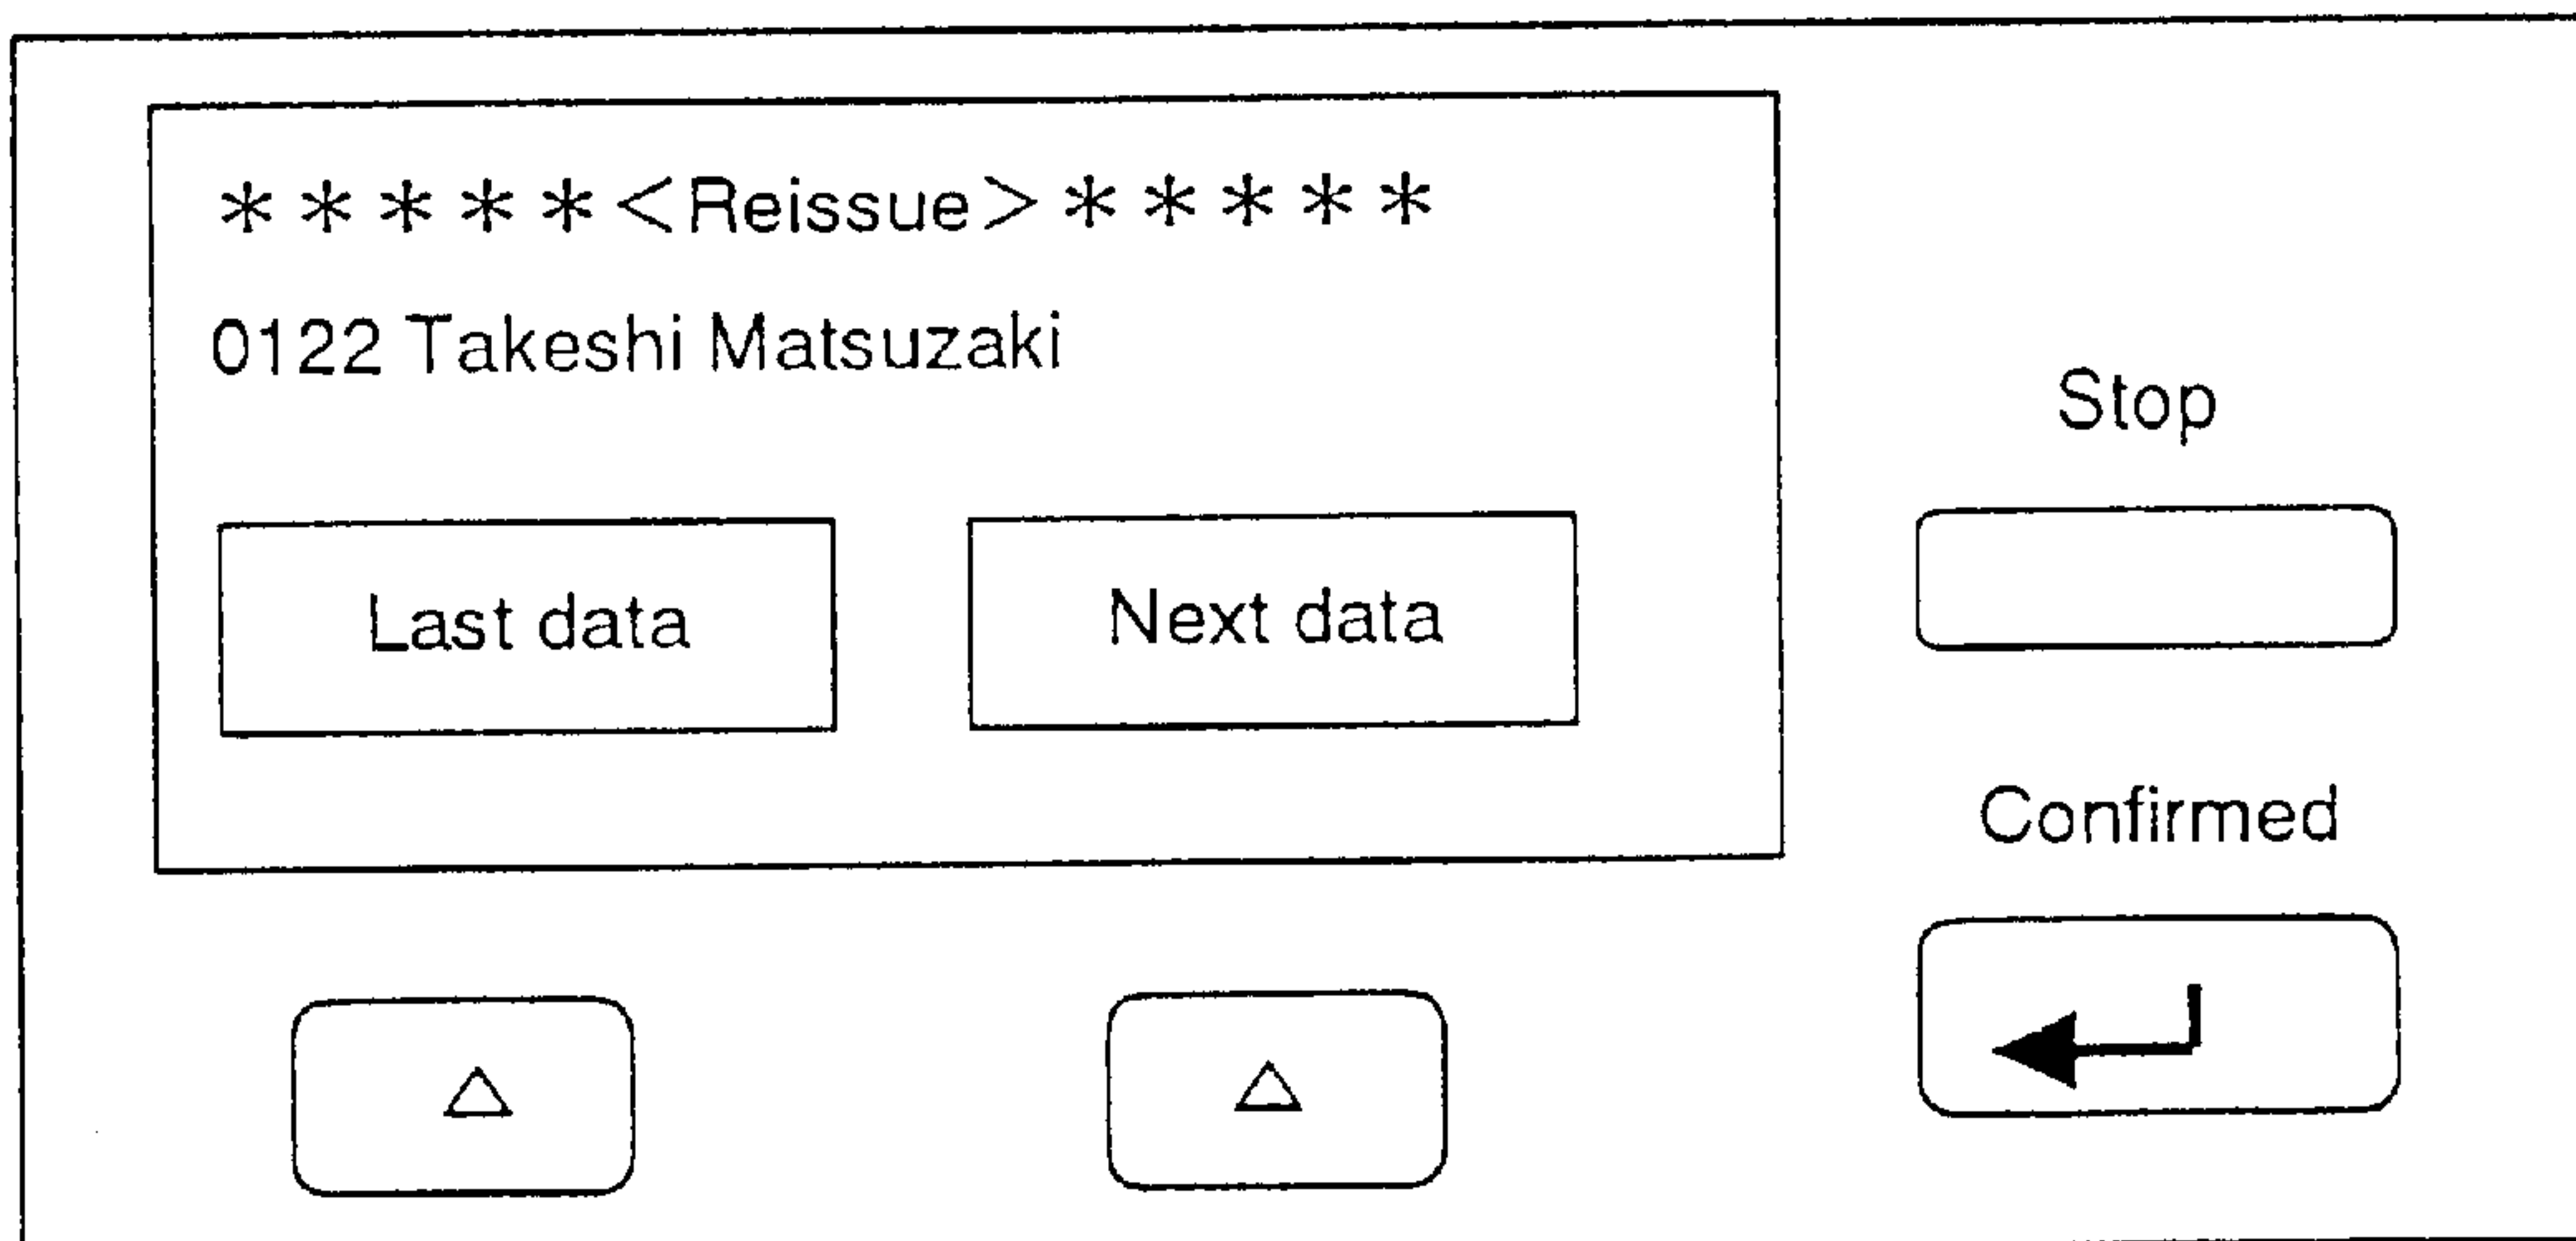 *****<Reissue>*****
0122 Takeshi Matsuzaki
Last data
Next data
Stop
Confirmed